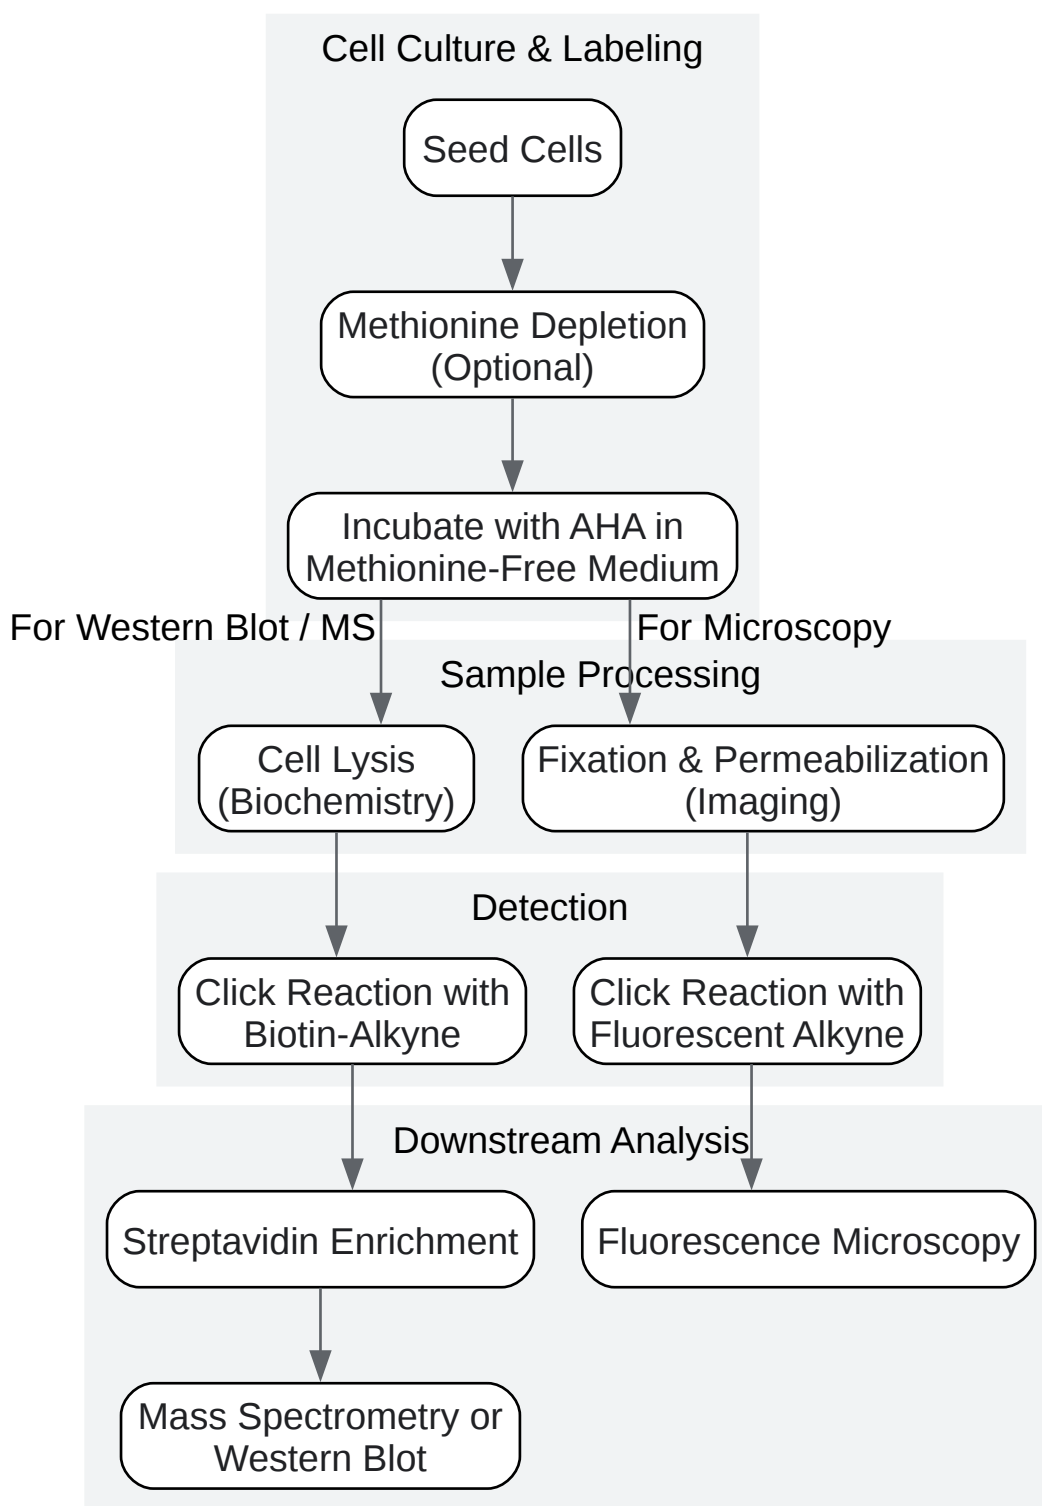 Cell Culture & Labeling
Seed Cells
Methionine Depletion
(Optional)
Incubate with AHA in
Methionine-Free Medium
For Western Blot / MS
For Microscopy
Sample Processing
Cell Lysis
(Biochemistry)
Fixation & Permeabilization
(Imaging)
Detection
Click Reaction with
Biotin-Alkyne
Click Reaction with
Fluorescent Alkyne
Downstream Analysis
Streptavidin Enrichment
Fluorescence Microscopy
Mass Spectrometry or
Western Blot